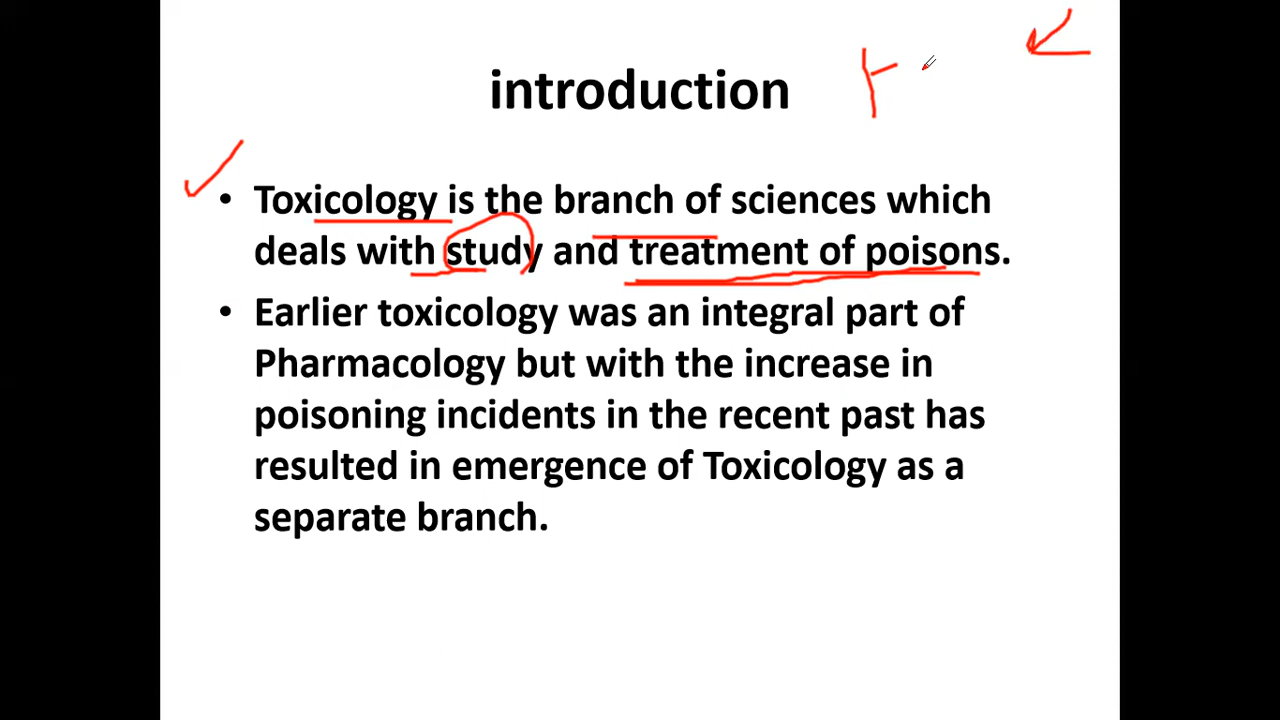 introduction
• Toxicology is the branch of sciences which
deals with study and treatment of poisons.
• Earlier toxicology was an integral part of
Pharmacology but with the increase in
poisoning incidents in the recent past has
resulted in emergence of Toxicology as a
separate branch.